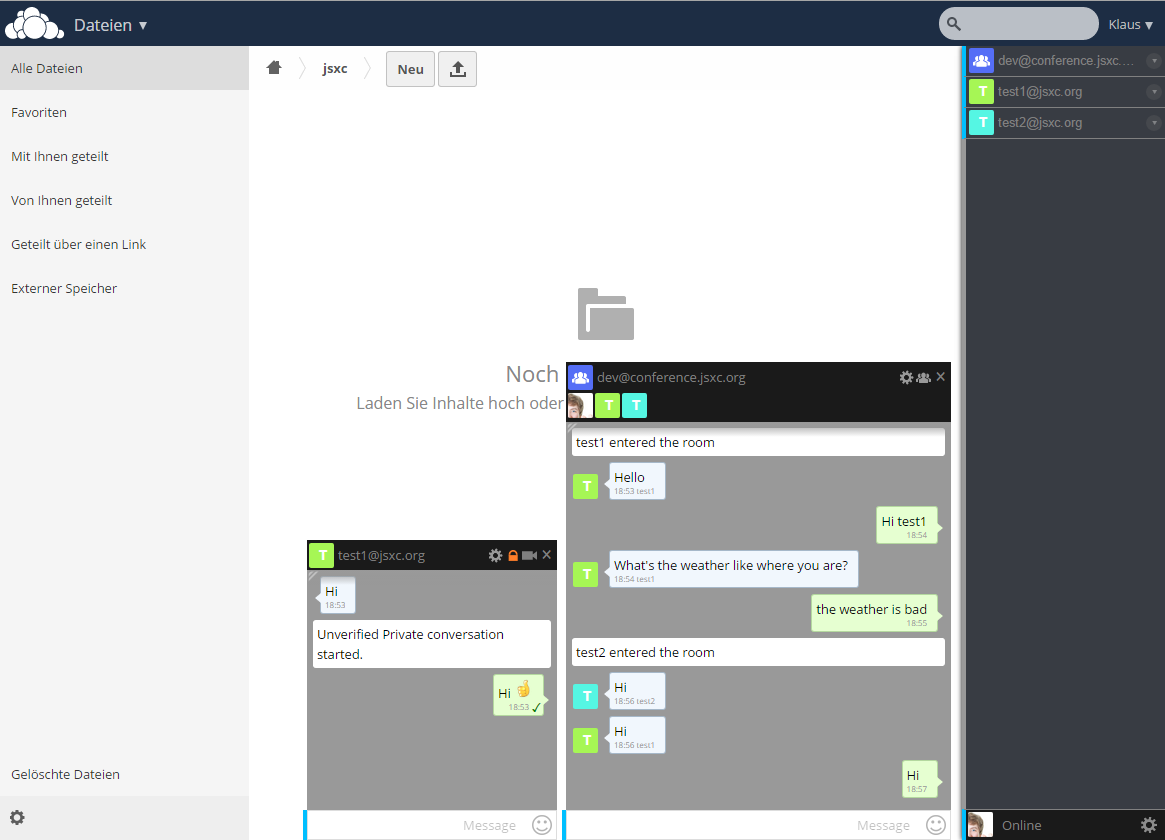 Dateien
Klaus
Alle Dateien
Favoriten
Mit Ihnen geteilt
Von Ihnen geteilt
Geteilt über einen Link
Externer Speicher
Gelöschte Dateien
jsxc
Neu
Noch
Laden Sie Inhalte hoch oder
T test1@jsxc.org
Hi
18:53
Unverified Private conversation
started.
Hi
18:53 ✓
Message
dev@conference.jsxc.org
T T
test1 entered the room
T Hello
18:53 test1
Hi test1
18:54
T What's the weather like where you are?
18:54 test1
the weather is bad
18:55
test2 entered the room
T Hi
18:56 test2
T Hi
18:56 test1
Hi
18:57
Message
dev@conference.jsxc....
T test1@jsxc.org
T test2@jsxc.org
Online